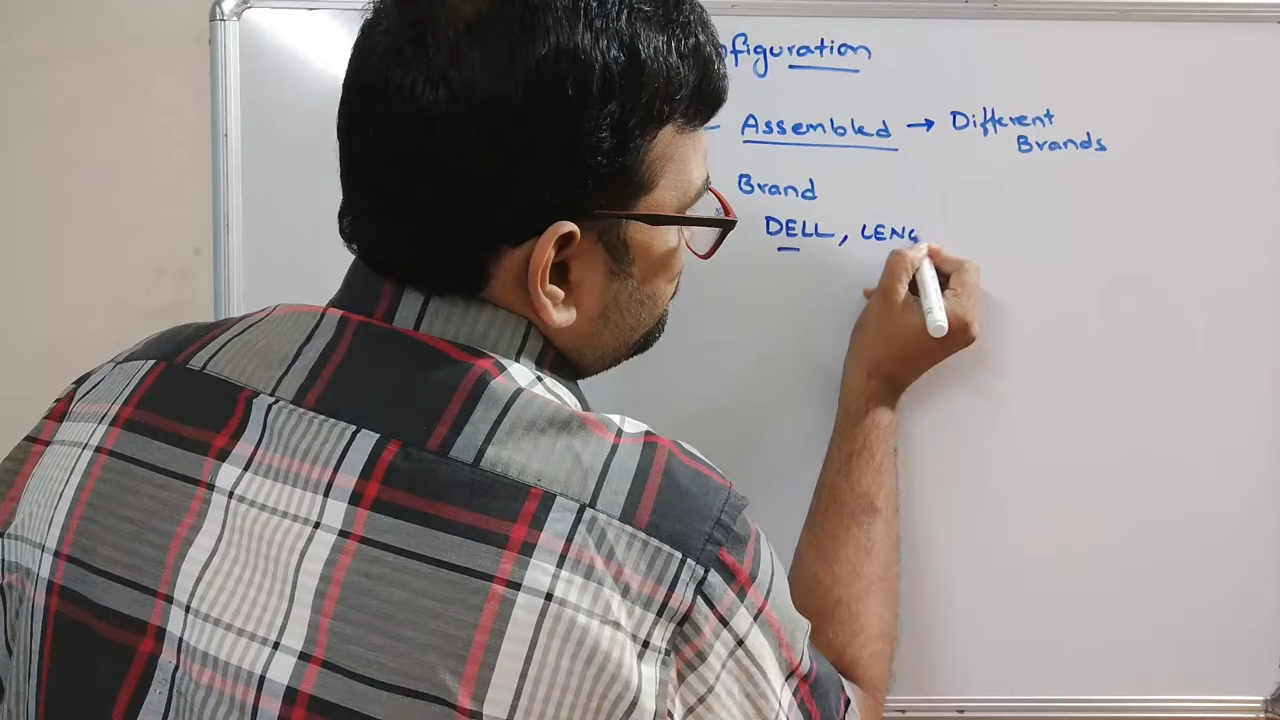 figuration
Assembled → Different
Brands
Brand
DELL, LENO